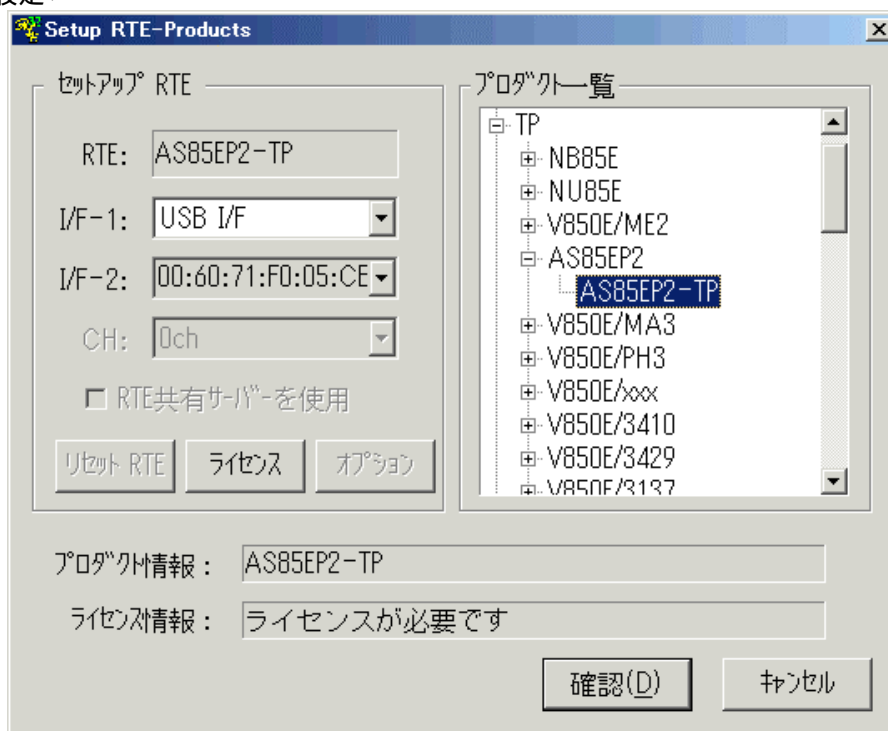 Setup RTE-Products
セットアップ RTE
RTE: AS85EP2-TP
I/F-1: USB I/F
I/F-2: 00:60:71:F0:05:CE
CH: 0ch
RTE共有サーバーを使用
リセット RTE
ライセンス
オプション
プロダクト一覧
TP
NB85E
NU85E
V850E/ME2
AS85EP2
AS85EP2-TP
V850E/MA3
V850E/PH3
V850E/xxx
V850E/3410
V850E/3429
V850E/3137
プロダクト情報: AS85EP2-TP
ライセンス情報: ライセンスが必要です
確認(D)
キャンセル